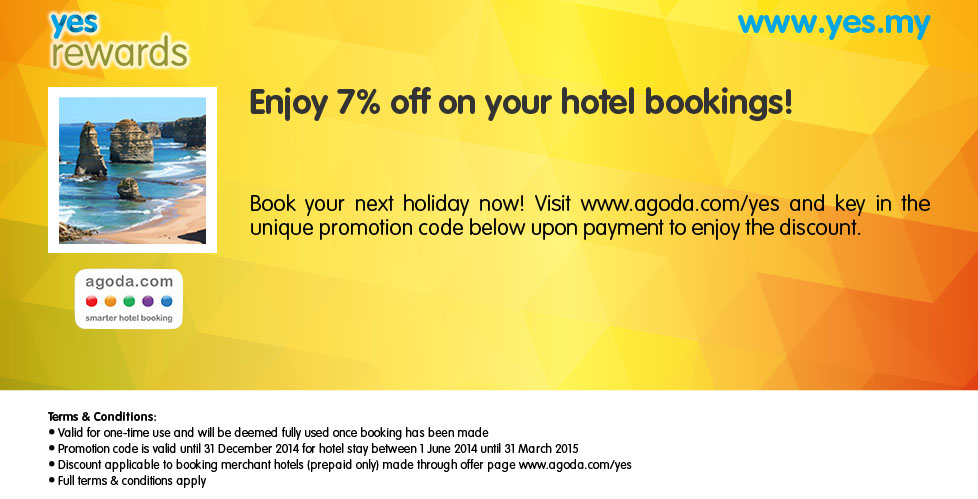 yes
rewards
www.yes.my
Enjoy 7% off on your hotel bookings!
Book your next holiday now! Visit www.agoda.com/yes and key in the
unique promotion code below upon payment to enjoy the discount.
agoda.com
smarter hotel booking
Terms & Conditions:
• Valid for one-time use and will be deemed fully used once booking has been made
• Promotion code is valid until 31 December 2014 for hotel stay between 1 June 2014 until 31 March 2015
• Discount applicable to booking merchant hotels (prepaid only) made through offer page www.agoda.com/yes
• Full terms & conditions apply